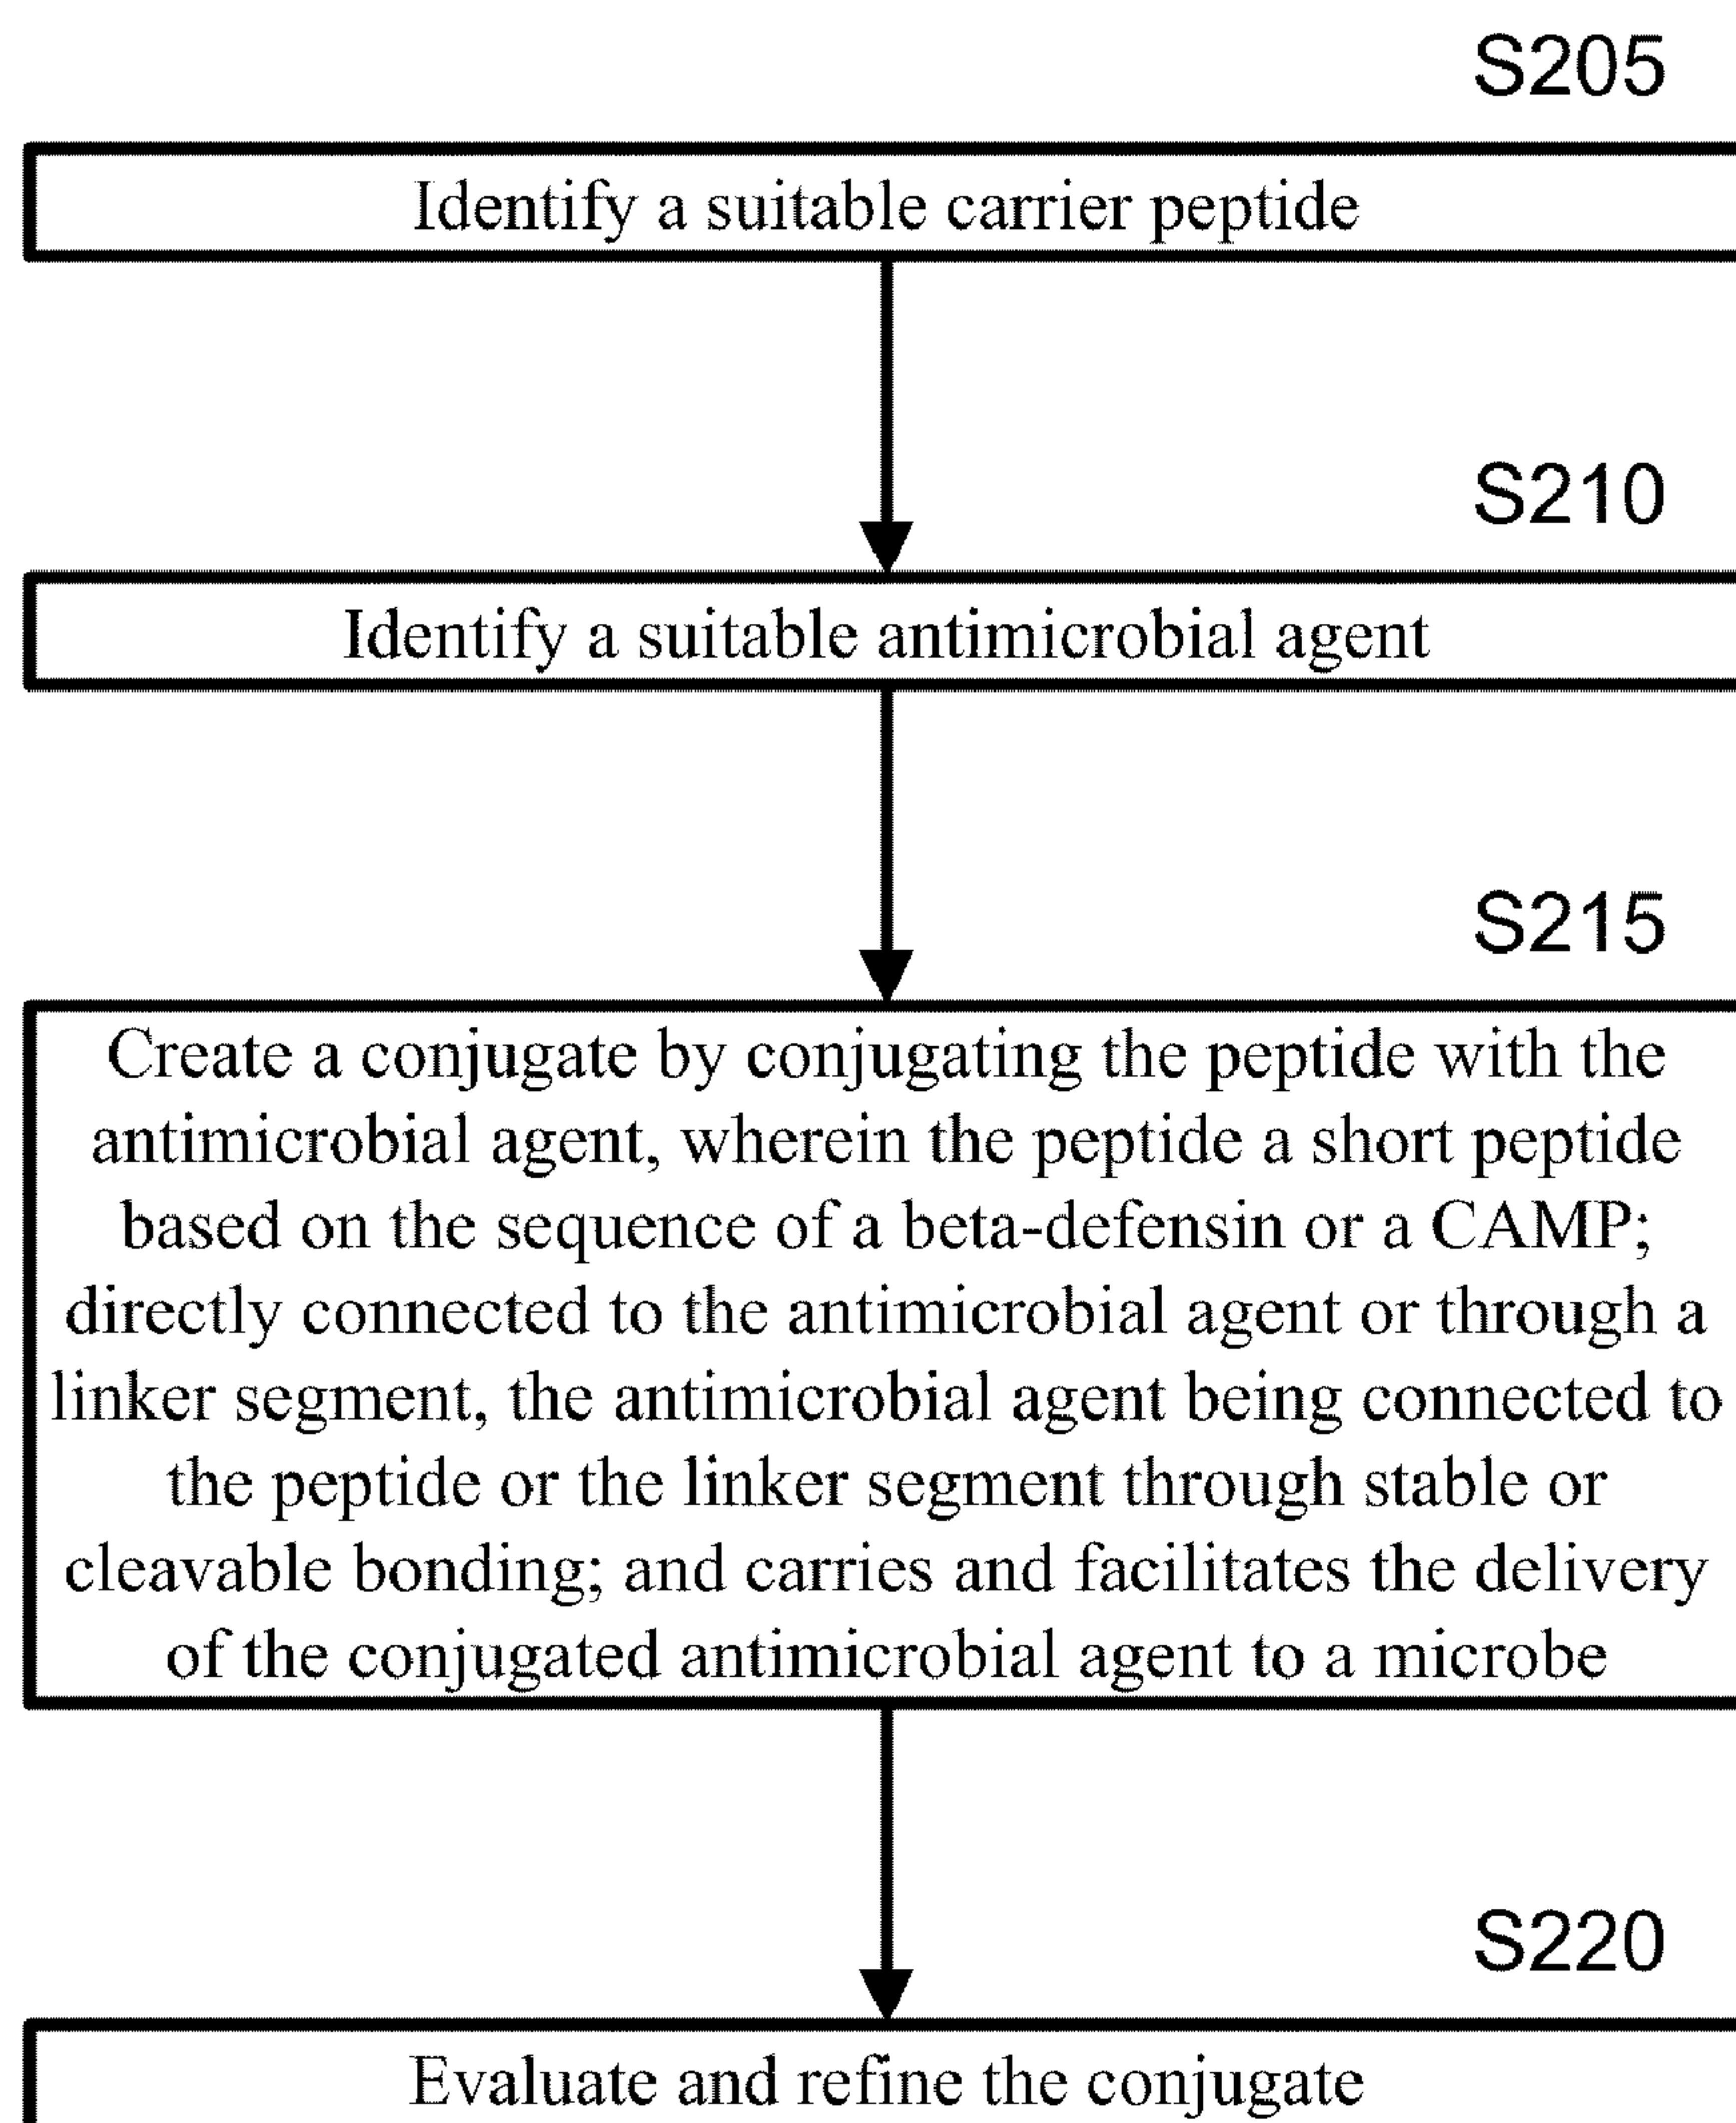 S205
Identify a suitable carrier peptide
S210
Identify a suitable antimicrobial agent
S215
Create a conjugate by conjugating the peptide with the
antimicrobial agent, wherein the peptide a short peptide
based on the sequence of a beta-defensin or a CAMP;
directly connected to the antimicrobial agent or through a
linker segment, the antimicrobial agent being connected to
the peptide or the linker segment through stable or
cleavable bonding; and carries and facilitates the delivery
of the conjugated antimicrobial agent to a microbe
S220
Evaluate and refine the conjugate